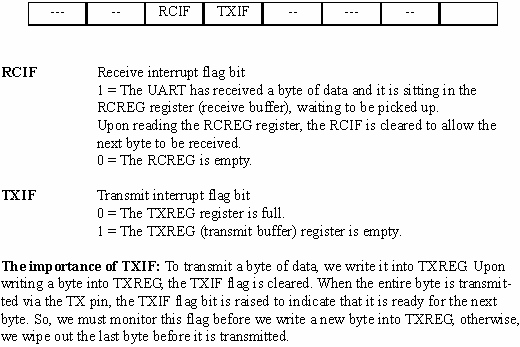 --- -- RCIF TXIF -- --- --
RCIF Receive interrupt flag bit
1 = The UART has received a byte of data and it is sitting in the
RCREG register (receive buffer), waiting to be picked up.
Upon reading the RCREG register, the RCIF is cleared to allow the
next byte to be received.
0 = The RCREG is empty.
TXIF Transmit interrupt flag bit
0 = The TXREG register is full.
1 = The TXREG (transmit buffer) register is empty.
The importance of TXIF: To transmit a byte of data, we write it into TXREG. Upon
writing a byte into TXREG, the TXIF flag is cleared. When the entire byte is transmit-
ted via the TX pin, the TXIF flag bit is raised to indicate that it is ready for the next
byte. So, we must monitor this flag before we write a new byte into TXREG, otherwise,
we wipe out the last byte before it is transmitted.